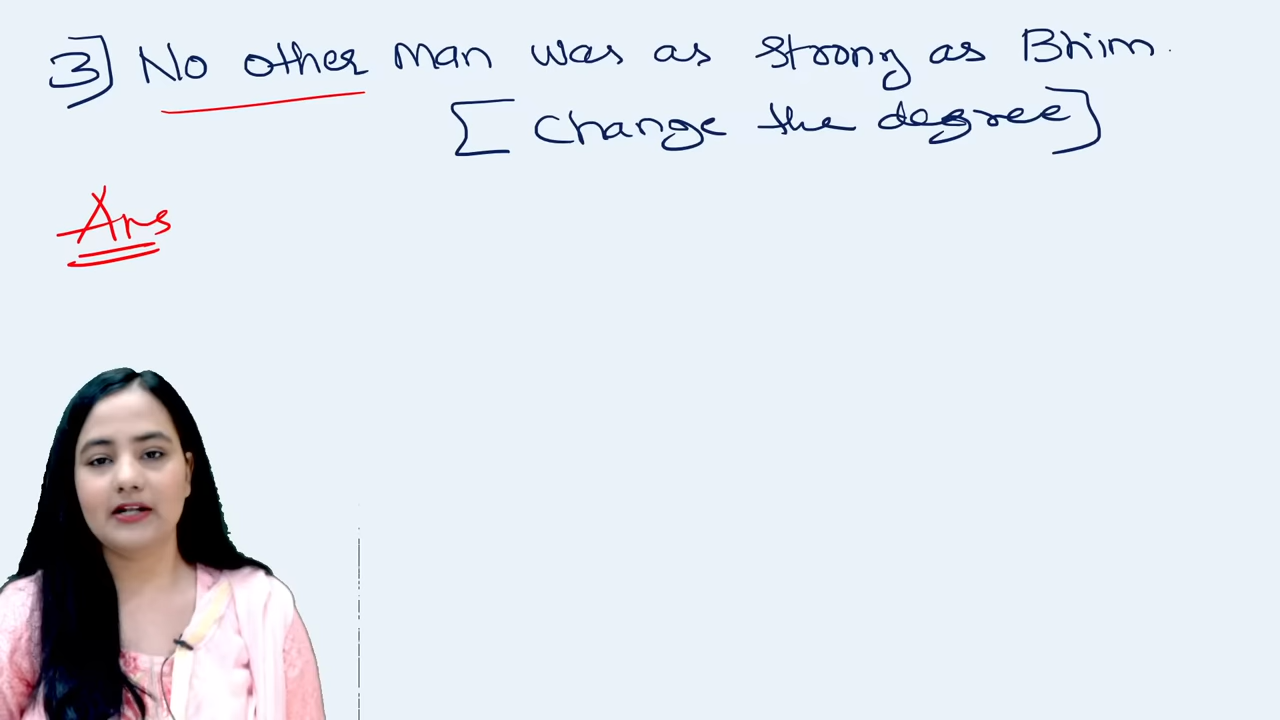 3] No other man was as strong as Bhim.
[Change the degree]
Ans